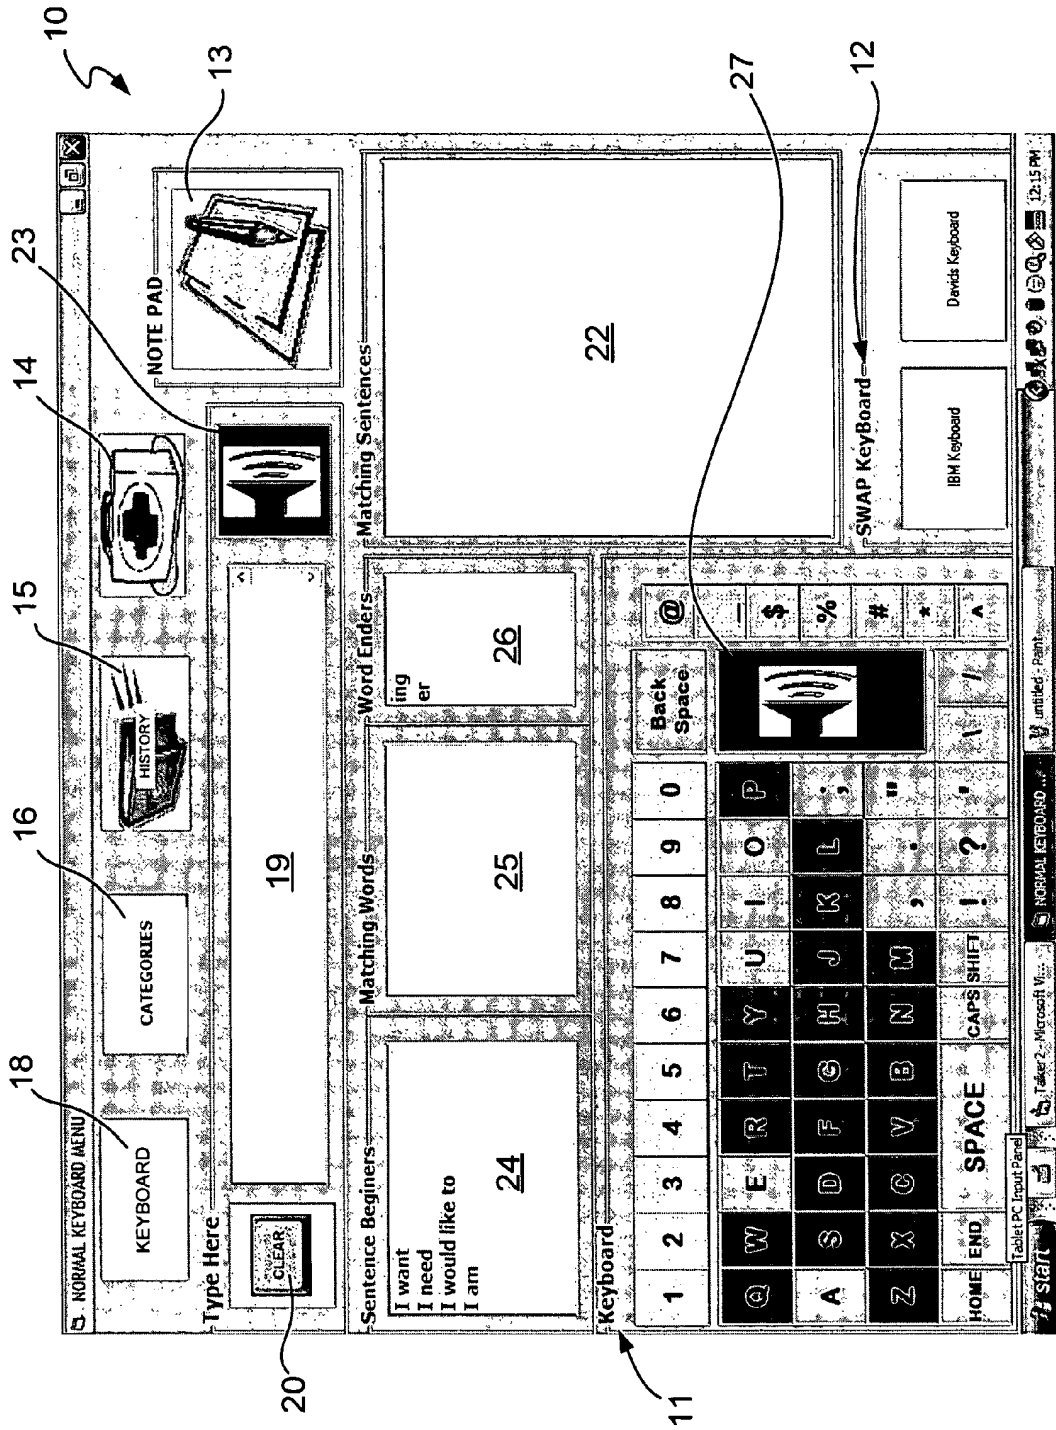 10
NORMAL KEYBOARD MENU
18
16
15
14
23
13
KEYBOARD
CATEGORIES
HISTORY
NOTE PAD
Type Here
CLEAR
20
19
Sentence Beginers
Matching Words
Word Enders
Matching Sentences
I want
I need
I would like to
I am
24
25
ing
er
26
22
27
12
11
Keyboard
SWAP KeyBoard
1 2 3 4 5 6 7 8 9 0 Back Space @
_
Q W E R T Y U I O P $
%
A S D F G H J K L ; #
Z X C V B N M , . " *
HOME END SPACE CAPS SHIFT ! ? ' \ / ^
IBM Keyboard
Davids Keyboard
Tablet PC Input Panel
start
Talker2 - Microsoft Vi...
NORMAL KEYBOARD ...
untitled - Paint
12:15 PM